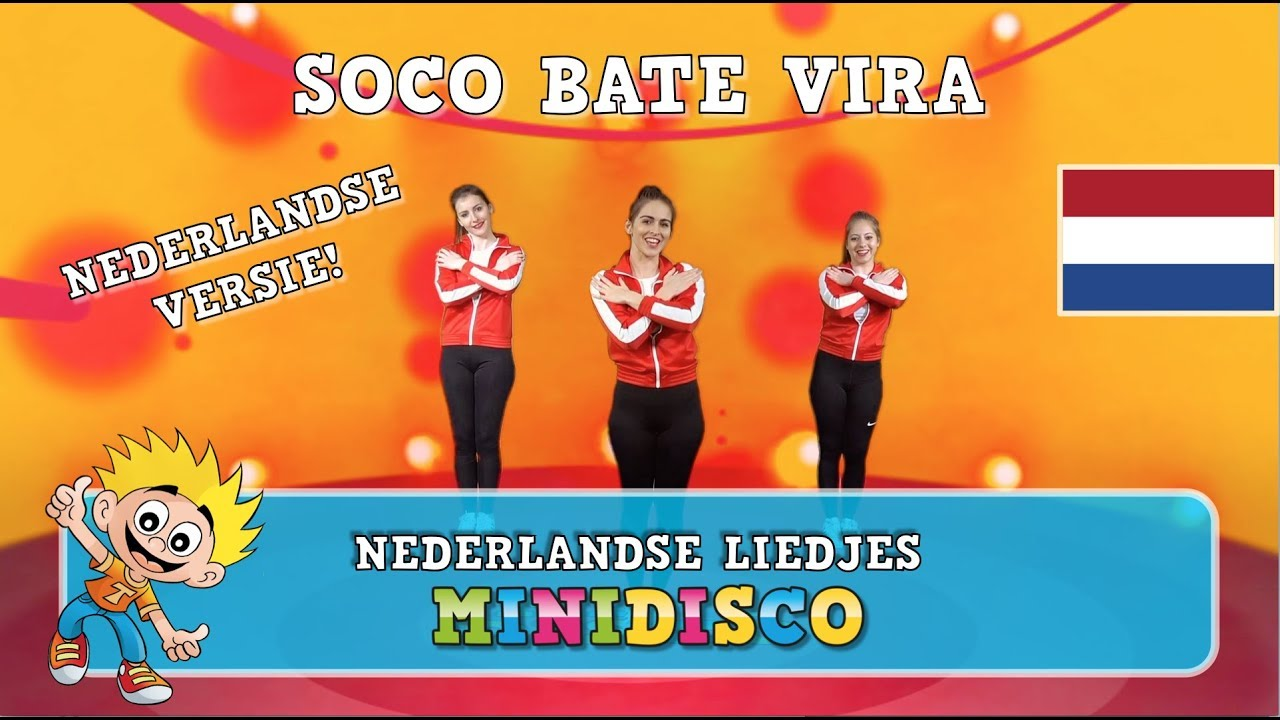 SOCO BATE VIRA
NEDERLANDSE
VERSIE!
NEDERLANDSE LIEDJES
MINIDISCO
T